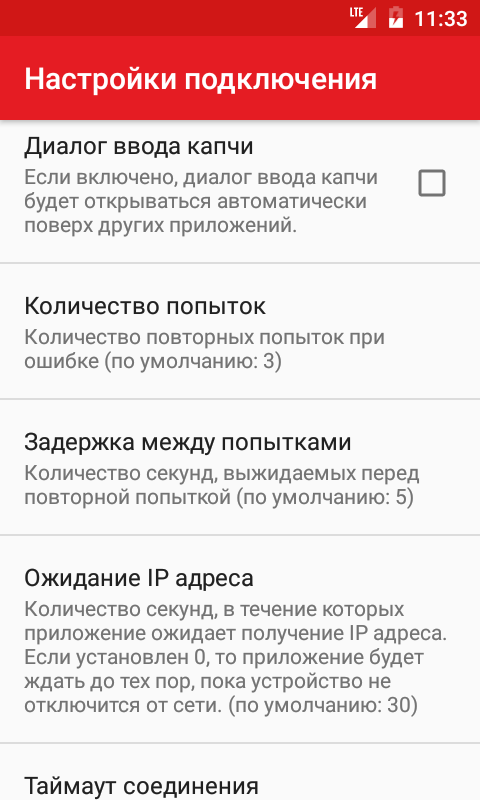 LTE 11:33
Настройки подключения
Диалог ввода капчи
Если включено, диалог ввода капчи
будет открываться автоматически
поверх других приложений.
Количество попыток
Количество повторных попыток при
ошибке (по умолчанию: 3)
Задержка между попытками
Количество секунд, выжидаемых перед
повторной попыткой (по умолчанию: 5)
Ожидание IP адреса
Количество секунд, в течение которых
приложение ожидает получение IP адреса.
Если установлен 0, то приложение будет
ждать до тех пор, пока устройство не
отключится от сети. (по умолчанию: 30)
Таймаут соединения